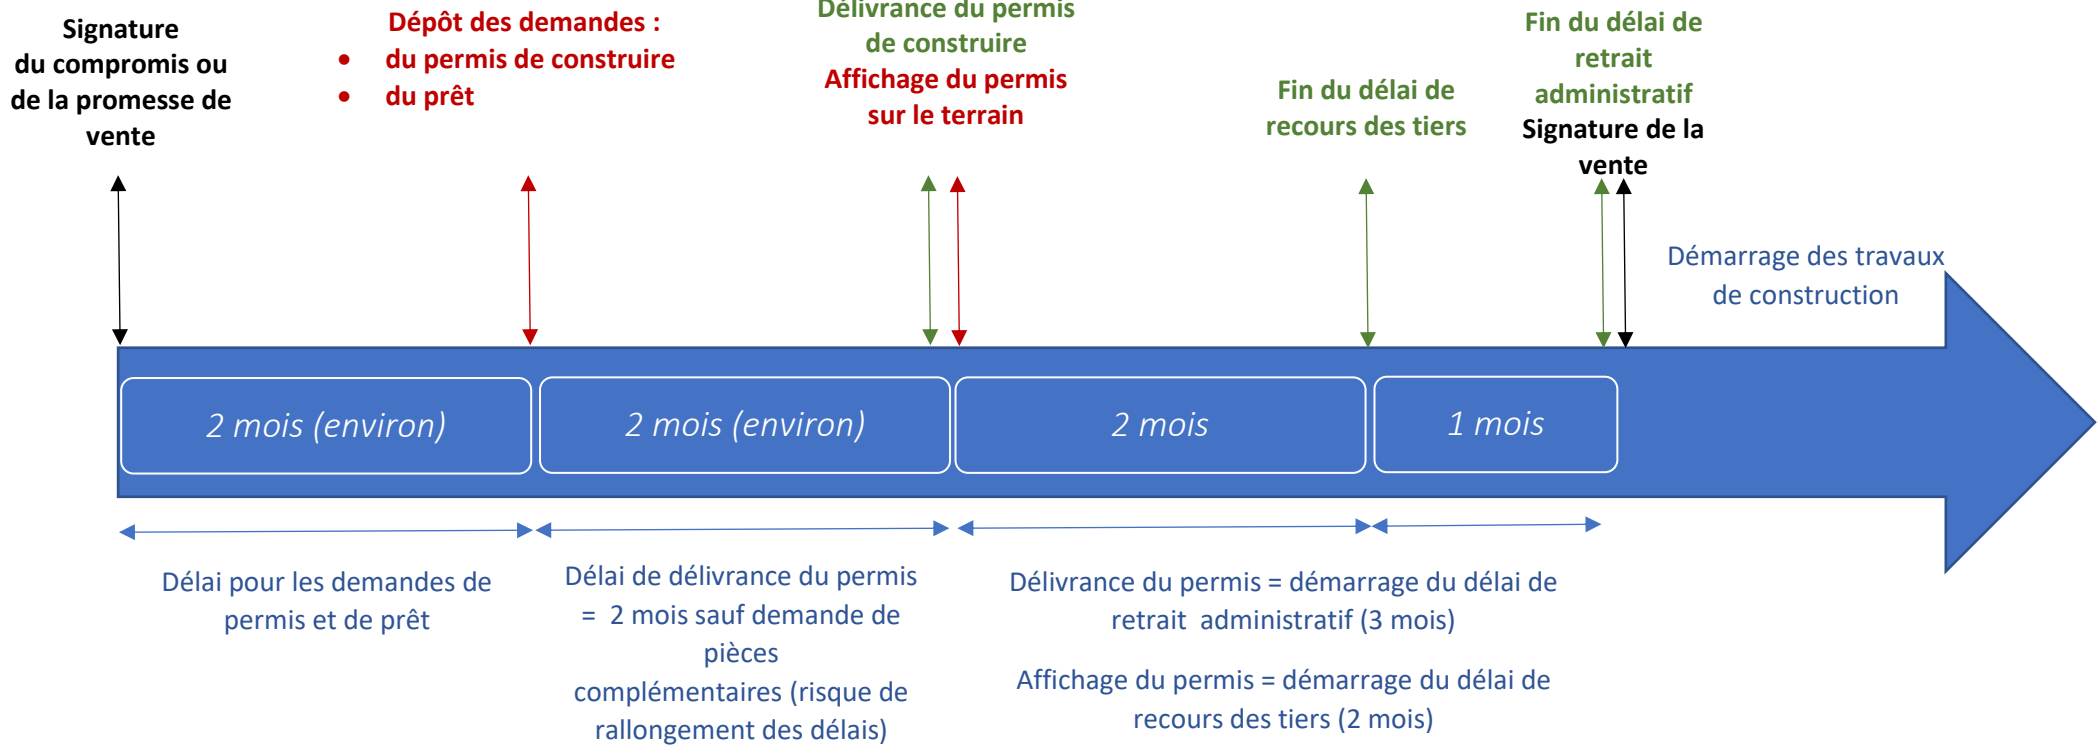 Signature
du compromis ou
de la promesse de
vente
Dépôt des demandes :
• du permis de construire
• du prêt
Délivrance du permis
de construire
Affichage du permis
sur le terrain
Fin du délai de
recours des tiers
Fin du délai de
retrait
administratif
Signature de la
vente
Démarrage des travaux
de construction
2 mois (environ)
2 mois (environ)
2 mois
1 mois
Délai pour les demandes de
permis et de prêt
Délai de délivrance du permis
= 2 mois sauf demande de
pièces
complémentaires (risque de
rallongement des délais)
Délivrance du permis = démarrage du délai de
retrait administratif (3 mois)
Affichage du permis = démarrage du délai de
recours des tiers (2 mois)